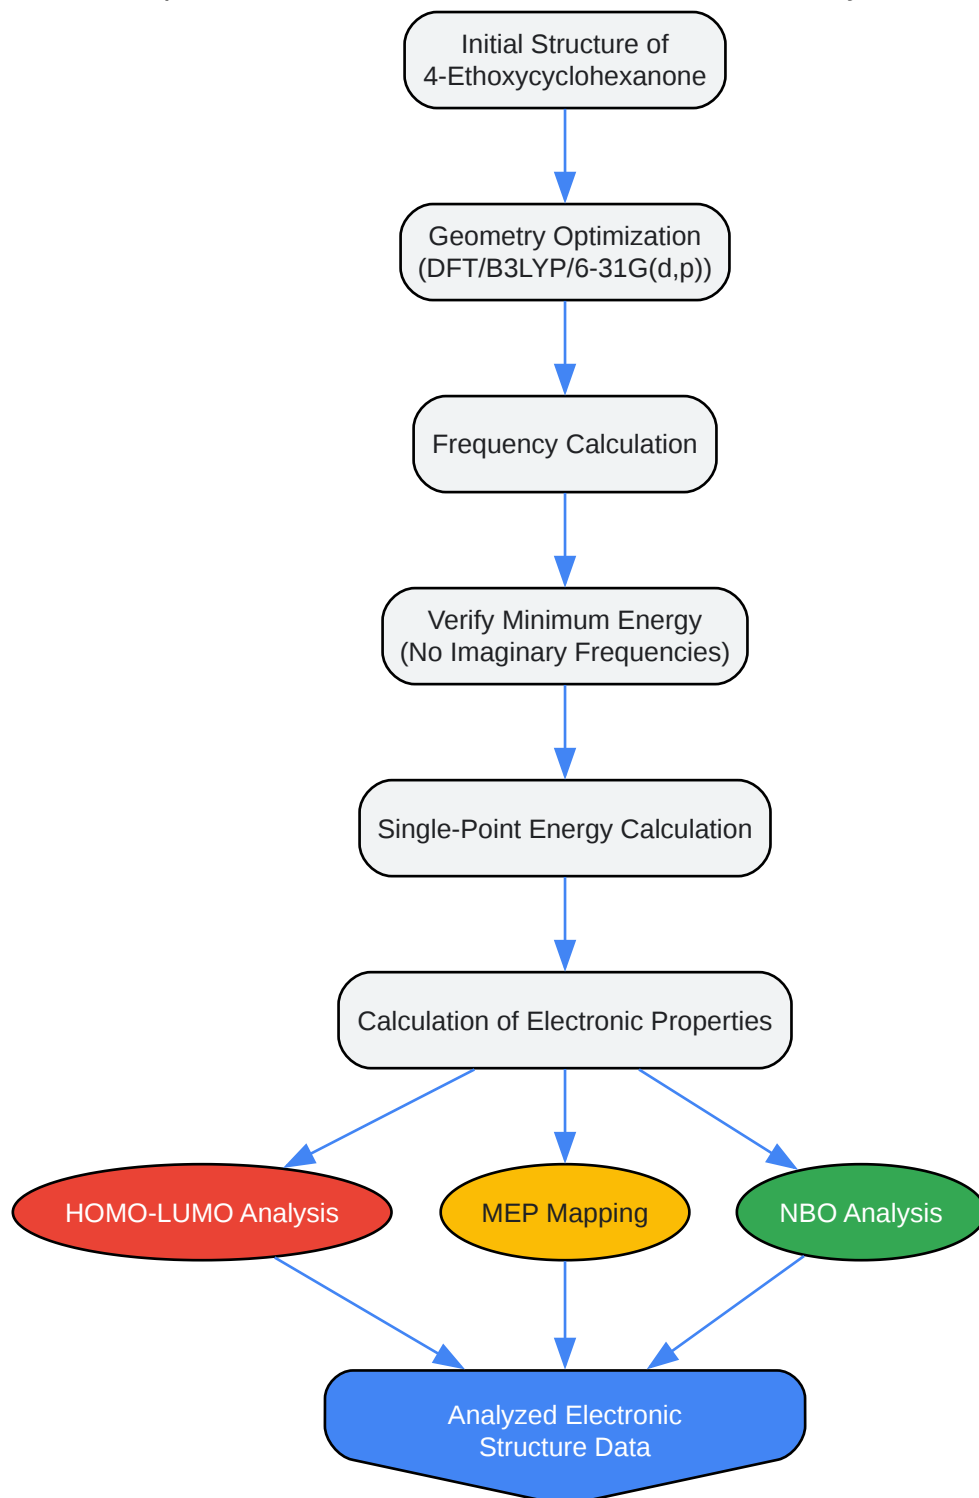 Initial Structure of
4-Ethoxycyclohexanone
Geometry Optimization
(DFT/B3LYP/6-31G(d,p))
Frequency Calculation
Verify Minimum Energy
(No Imaginary Frequencies)
Single-Point Energy Calculation
Calculation of Electronic Properties
HOMO-LUMO Analysis
MEP Mapping
NBO Analysis
Analyzed Electronic
Structure Data